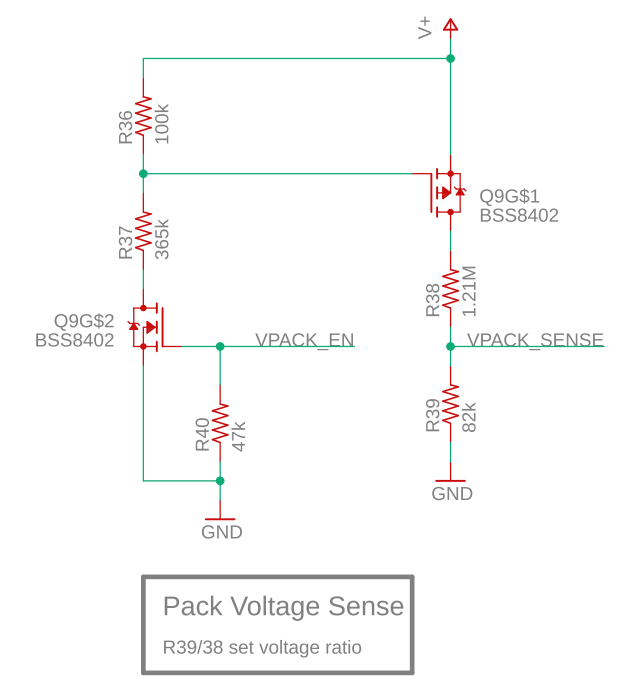 V+
R36
100k
Q9G$1
BSS8402
R37
365k
R38
1.21M
Q9G$2
BSS8402
VPACK_EN
VPACK_SENSE
R40
47k
R39
82k
GND
GND
Pack Voltage Sense
R39/38 set voltage ratio